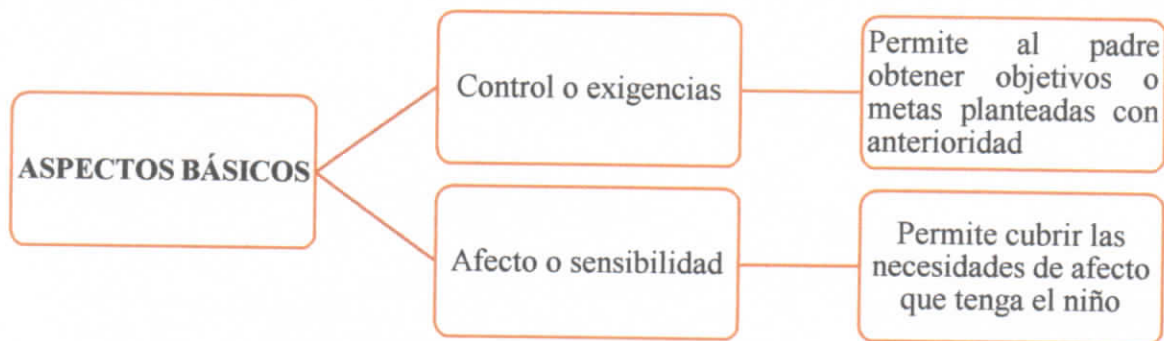 ASPECTOS BÁSICOS
Control o exigencias
Permite al padre
obtener objetivos o
metas planteadas con
anterioridad
Afecto o sensibilidad
Permite cubrir las
necesidades de afecto
que tenga el niño